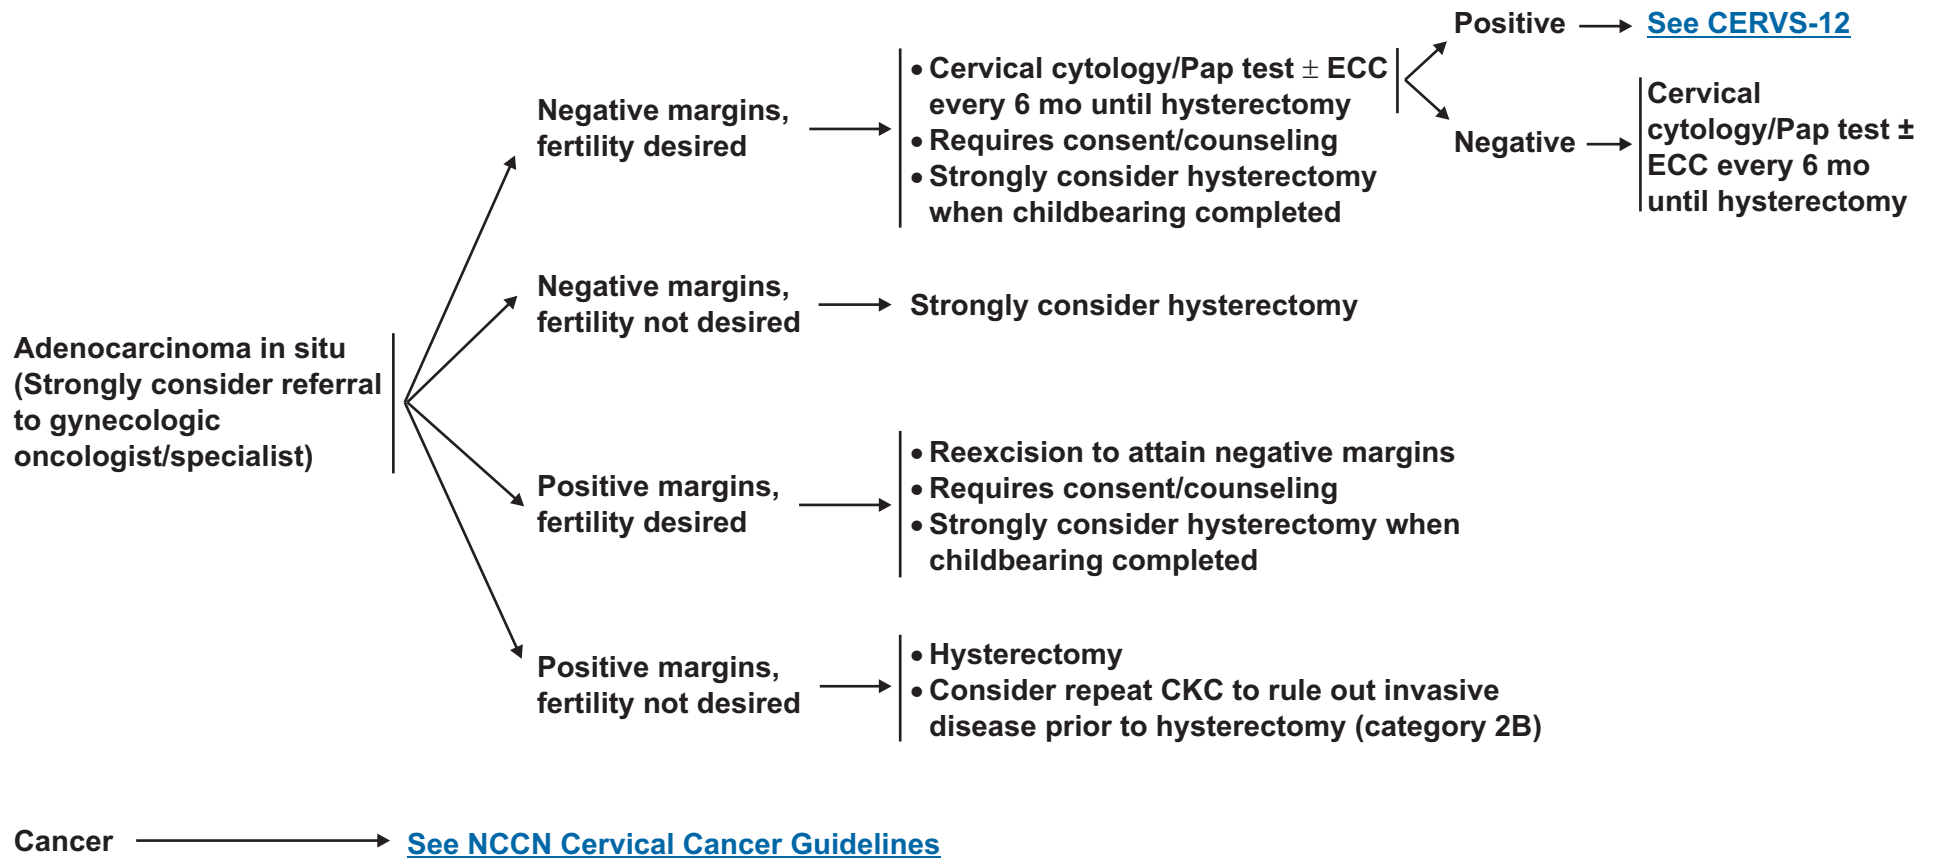 Adenocarcinoma in situ
(Strongly consider referral
to gynecologic
oncologist/specialist)
Negative margins,
fertility desired
• Cervical cytology/Pap test ± ECC
every 6 mo until hysterectomy
• Requires consent/counseling
• Strongly consider hysterectomy
when childbearing completed
Positive
See CERVS-12
Negative
Cervical
cytology/Pap test ±
ECC every 6 mo
until hysterectomy
Negative margins,
fertility not desired
Strongly consider hysterectomy
Positive margins,
fertility desired
• Reexcision to attain negative margins
• Requires consent/counseling
• Strongly consider hysterectomy when
childbearing completed
Positive margins,
fertility not desired
• Hysterectomy
• Consider repeat CKC to rule out invasive
disease prior to hysterectomy (category 2B)
Cancer
See NCCN Cervical Cancer Guidelines